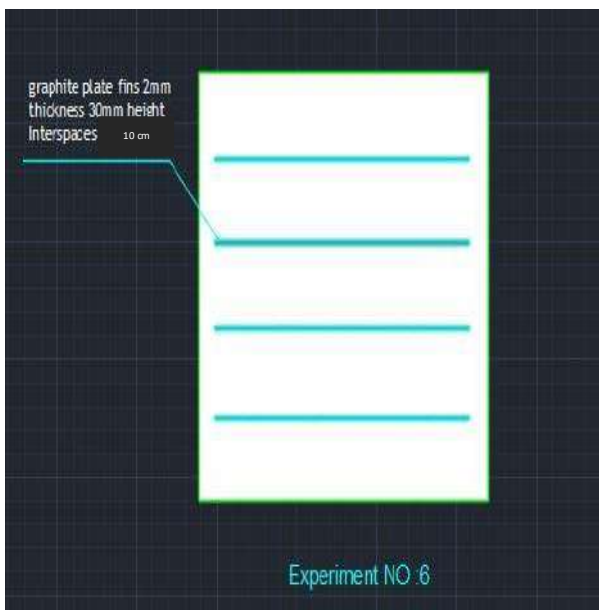 graphite plate fins 2mm
thickness 30mm height
Interspaces 10 cm
Experiment NO :6